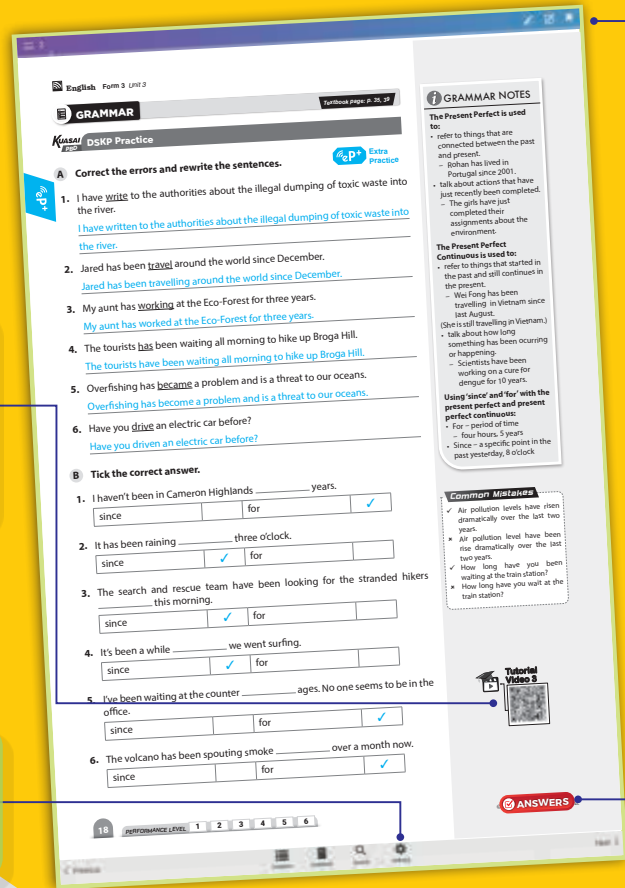 English Form 3 Unit 3
GRAMMAR
Textbook page: p. 35, 39
KUASAI PBD DSKP Practice
eP+ Extra Practice
eP+
A Correct the errors and rewrite the sentences.
1. I have write to the authorities about the illegal dumping of toxic waste into
the river.
I have written to the authorities about the illegal dumping of toxic waste into
the river.
2. Jared has been travel around the world since December.
Jared has been travelling around the world since December.
3. My aunt has working at the Eco-Forest for three years.
My aunt has worked at the Eco-Forest for three years.
4. The tourists has been waiting all morning to hike up Broga Hill.
The tourists have been waiting all morning to hike up Broga Hill.
5. Overfishing has became a problem and is a threat to our oceans.
Overfishing has become a problem and is a threat to our oceans.
6. Have you drive an electric car before?
Have you driven an electric car before?
B Tick the correct answer.
1. I haven't been in Cameron Highlands __________ years.
since for ✓
2. It has been raining __________ three o'clock.
since ✓ for
3. The search and rescue team have been looking for the stranded hikers
__________ this morning.
since ✓ for
4. It's been a while __________ we went surfing.
since ✓ for
5. I've been waiting at the counter __________ ages. No one seems to be in the
office.
since for ✓
6. The volcano has been spouting smoke __________ over a month now.
since for ✓
18 PERFORMANCE LEVEL 1 2 3 4 5 6
i GRAMMAR NOTES
The Present Perfect is used
to:
• refer to things that are
connected between the past
and present.
– Rohan has lived in
Portugal since 2001.
• talk about actions that have
just recently been completed.
– The girls have just
completed their
assignments about the
environment.
The Present Perfect
Continuous is used to:
• refer to things that started in
the past and still continues in
the present.
– Wei Fong has been
travelling in Vietnam since
last August.
(She is still travelling in Vietnam.)
• talk about how long
something has been occurring
or happening.
– Scientists have been
working on a cure for
dengue for 10 years.
Using 'since' and 'for' with the
present perfect and present
perfect continuous:
• For – period of time
– four hours, 5 years
• Since – a specific point in the
past yesterday, 8 o'clock
Common Mistakes
✓ Air pollution levels have risen
dramatically over the last two
years.
× Air pollution level have been
rise dramatically over the last
two years.
✓ How long have you been
waiting at the train station?
× How long have you wait at the
train station?
Tutorial
Video 3
ANSWERS